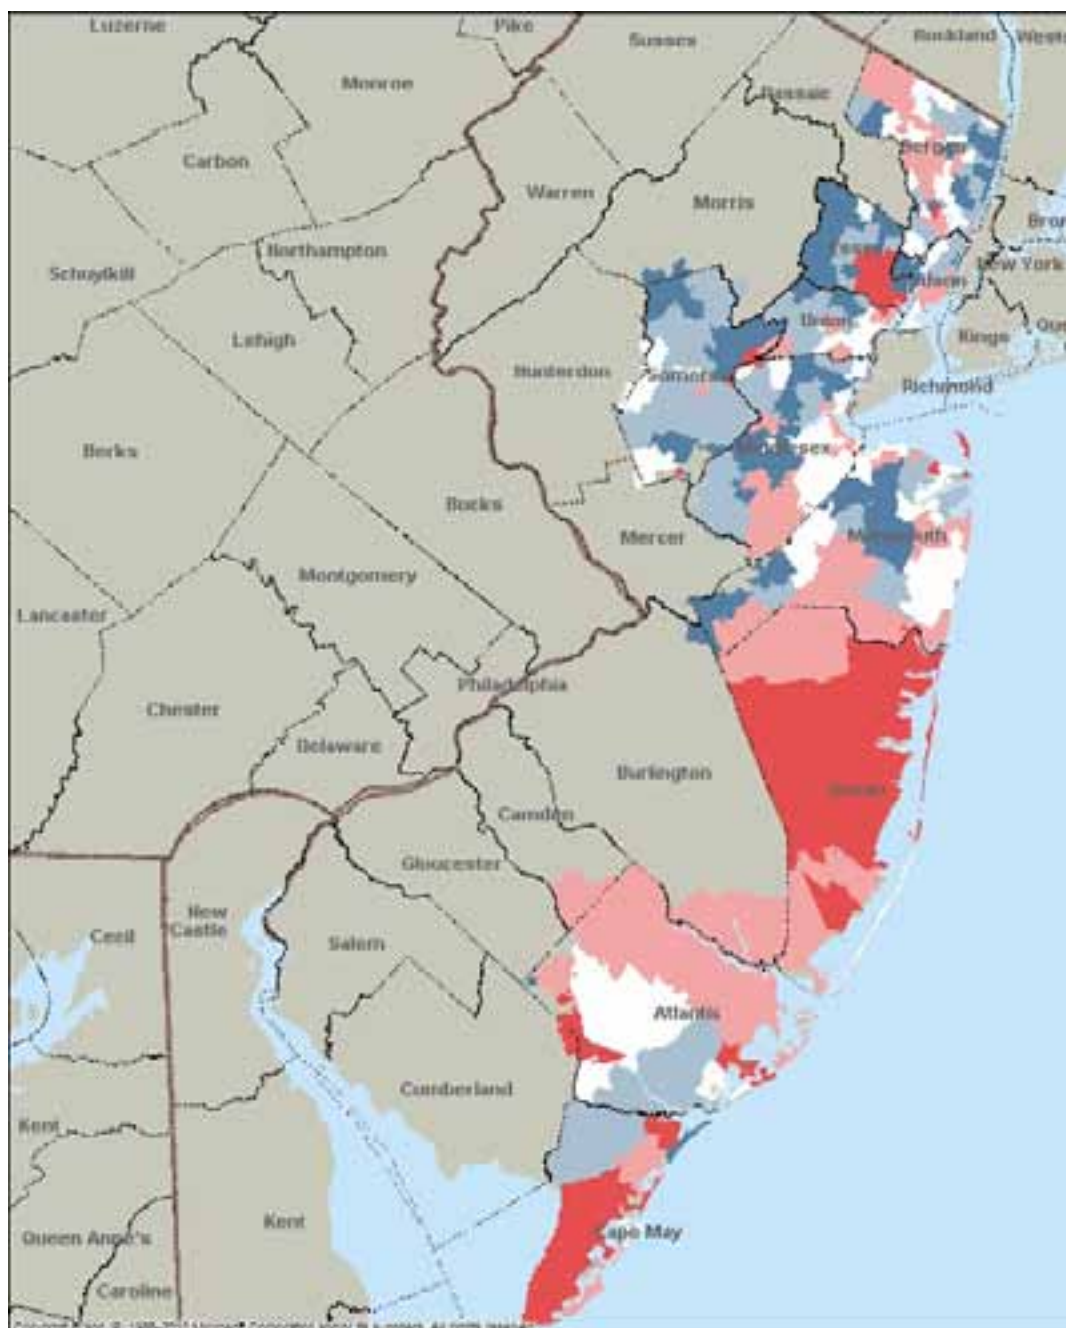 Luzerne
Pike
Sussex
Rockland
Monroe
Passaic
Carbon
Bergen
Warren
Morris
Northampton
Schuylkill
New York
Lehigh
Union
Kings
Hunterdon
Somerset
Richmond
Berks
Middlesex
Bucks
Mercer
Monmouth
Montgomery
Lancaster
Philadelphia
Chester
Delaware
Burlington
Ocean
Camden
Gloucester
New
Castle
Cecil
Salem
Atlantic
Cumberland
Kent
Kent
Cape May
Queen Anne's
Caroline